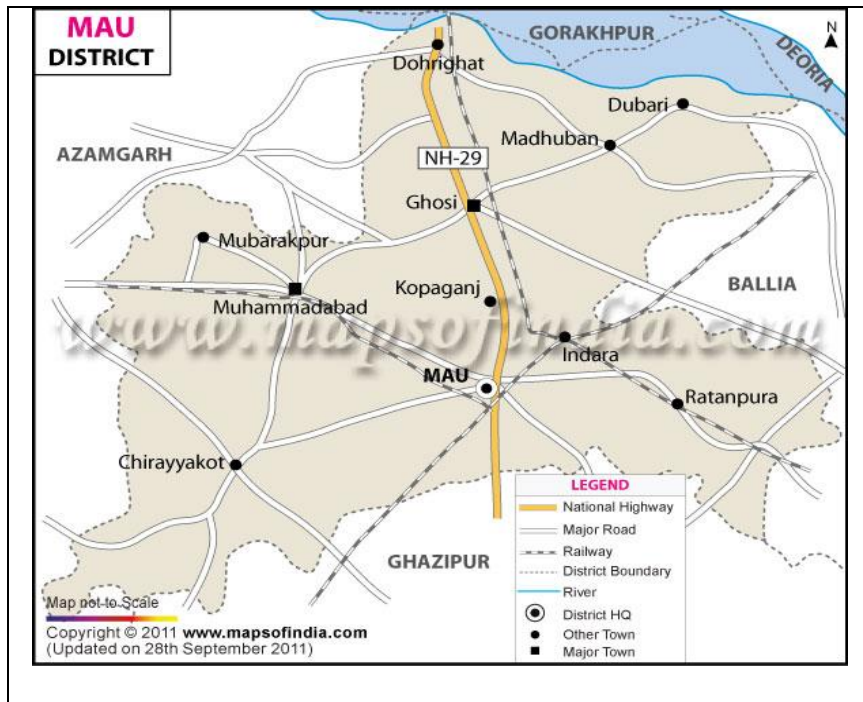 MAU
DISTRICT
GORAKHPUR
N
DEORIA
Dohrighat
Dubari
Madhuban
AZAMGARH
NH-29
Ghosi
Mubarakpur
BALLIA
Kopaganj
Muhammadabad
www.mapsofindia.com
Indara
MAU
Ratanpura
Chirayyakot
GHAZIPUR
LEGEND
National Highway
Major Road
Railway
District Boundary
River
District HQ
Other Town
Major Town
Map not to Scale
Copyright © 2011 www.mapsofindia.com
(Updated on 28th September 2011)